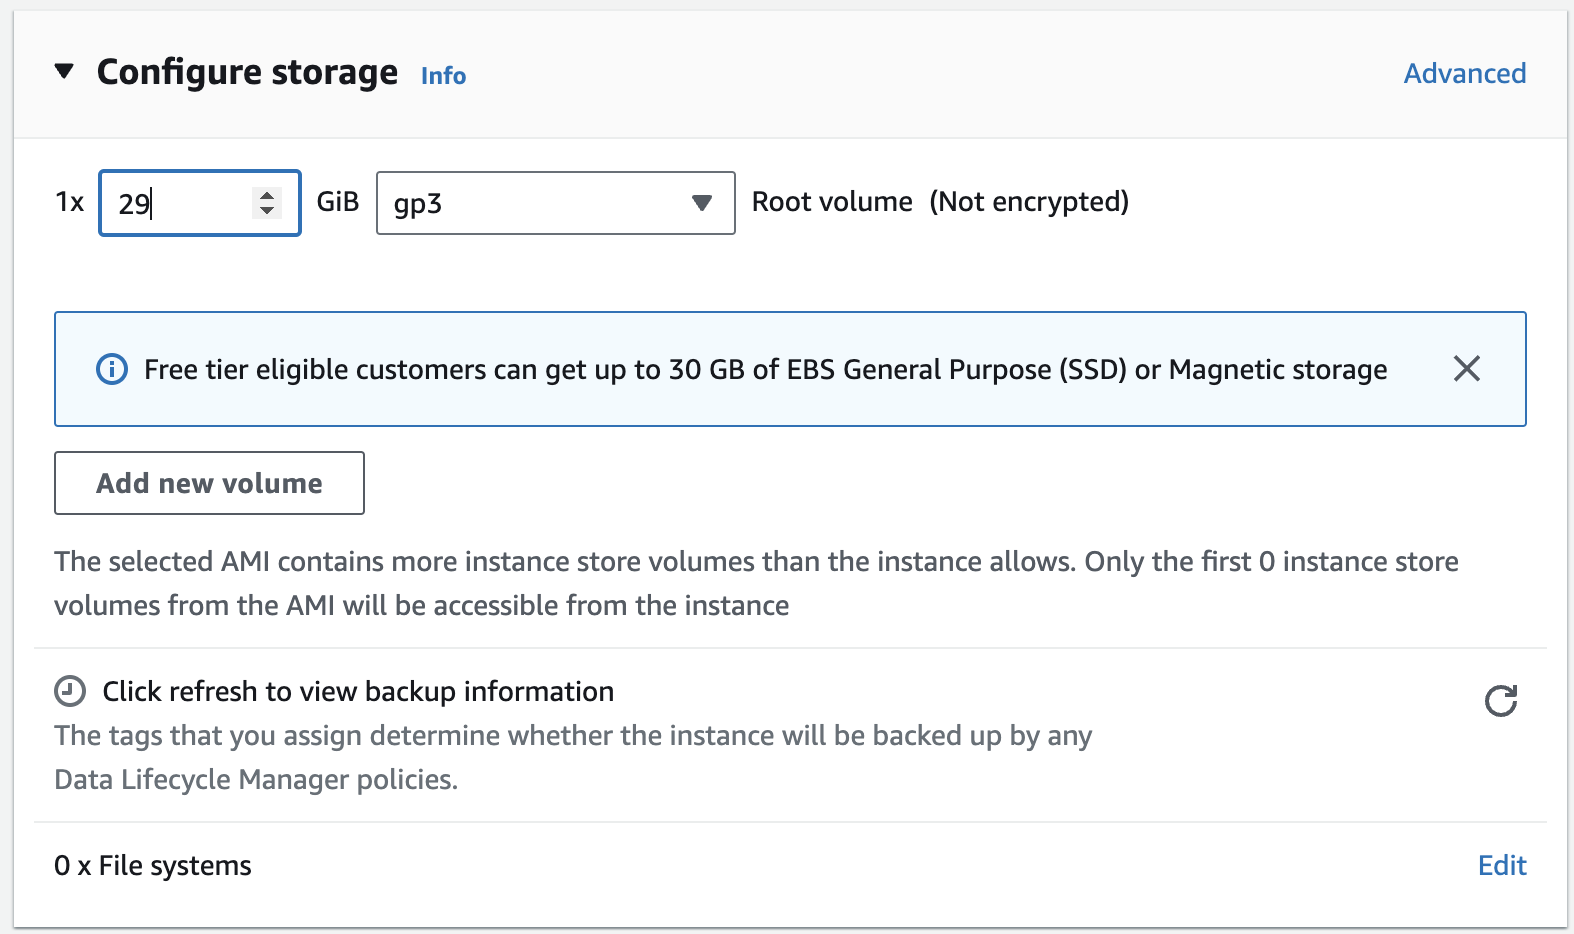 Configure storage Info Advanced
1x 29 GiB gp3 Root volume (Not encrypted)
Free tier eligible customers can get up to 30 GB of EBS General Purpose (SSD) or Magnetic storage
Add new volume
The selected AMI contains more instance store volumes than the instance allows. Only the first 0 instance store
volumes from the AMI will be accessible from the instance
Click refresh to view backup information
The tags that you assign determine whether the instance will be backed up by any
Data Lifecycle Manager policies.
0 x File systems Edit